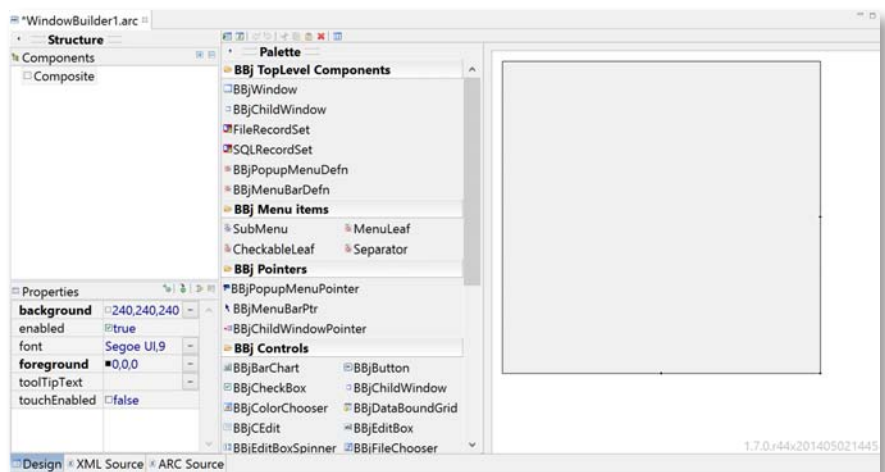 *WindowBuilder1.arc
Structure
Components
Composite
Properties
background 240,240,240
enabled true
font Segoe UI,9
foreground 0,0,0
toolTipText
touchEnabled false
Palette
BBj TopLevel Components
BBjWindow
BBjChildWindow
FileRecordSet
SQLRecordSet
BBjPopupMenuDefn
BBjMenuBarDefn
BBj Menu items
SubMenu MenuLeaf
CheckableLeaf Separator
BBj Pointers
BBjPopupMenuPointer
BBjMenuBarPtr
BBjChildWindowPointer
BBj Controls
BBjBarChart BBjButton
BBjCheckBox BBjChildWindow
BBjColorChooser BBjDataBoundGrid
BBjCEdit BBjEditBox
BBjEditBoxSpinner BBjFileChooser
1.7.0.r44x201405021445
Design XML Source ARC Source